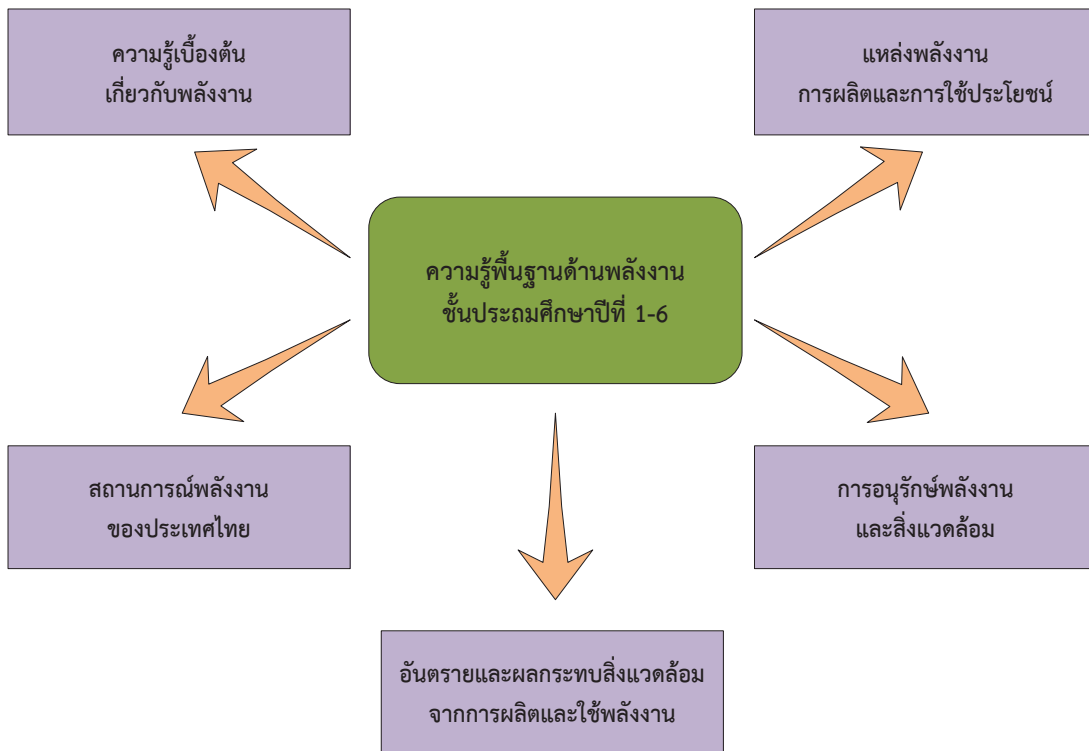 ความรู้เบื้องต้น
เกี่ยวกับพลังงาน
แหล่งพลังงาน
การผลิตและการใช้ประโยชน์
ความรู้พื้นฐานด้านพลังงาน
ชั้นประถมศึกษาปีที่ 1-6
สถานการณ์พลังงาน
ของประเทศไทย
การอนุรักษ์พลังงาน
และสิ่งแวดล้อม
อันตรายและผลกระทบสิ่งแวดล้อม
จากการผลิตและใช้พลังงาน